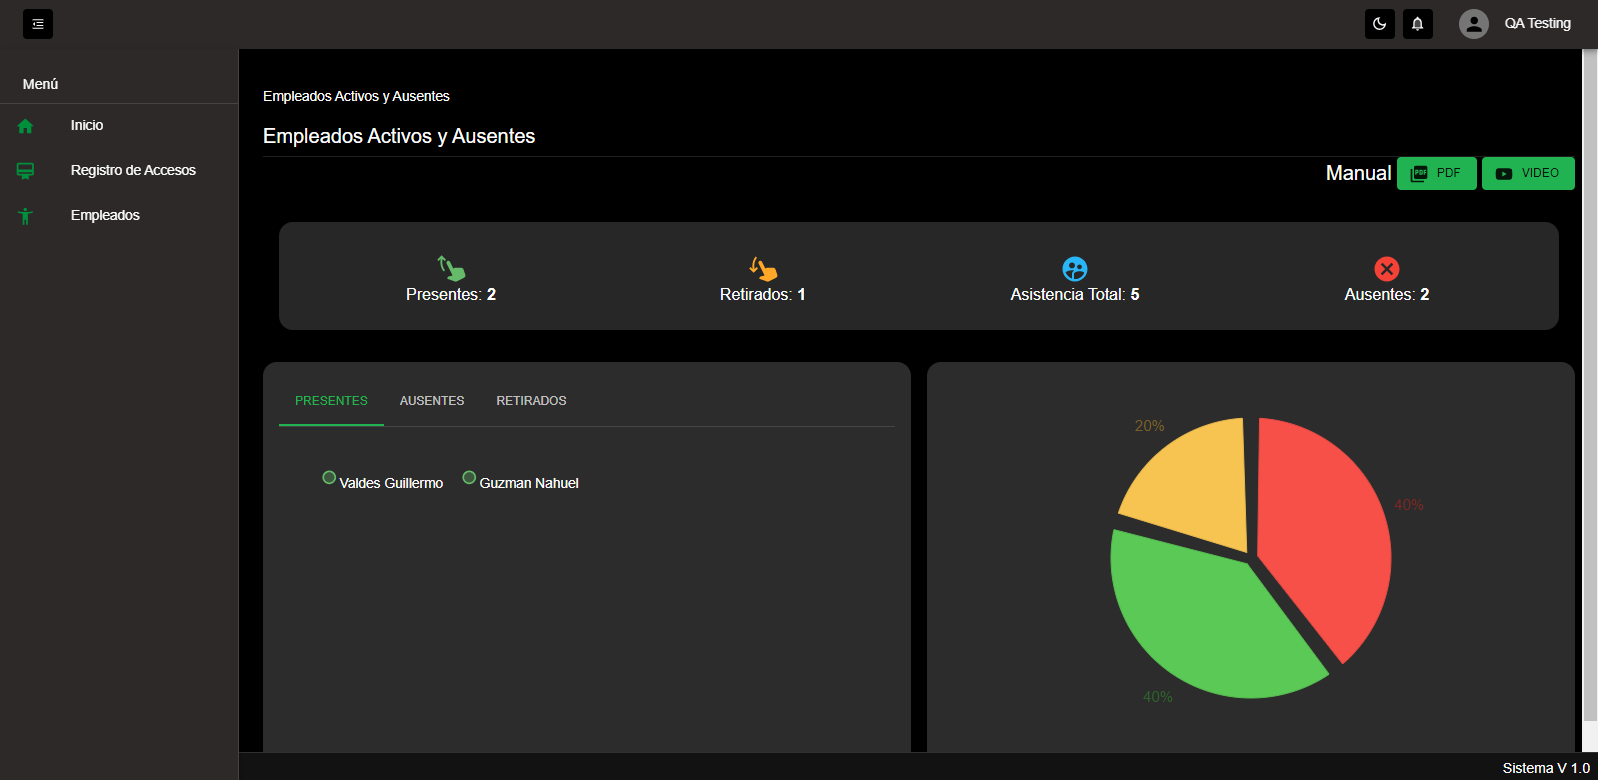 QA Testing
Menú
Inicio
Registro de Accesos
Empleados
Empleados Activos y Ausentes
Empleados Activos y Ausentes
Manual PDF VIDEO
Presentes: 2 Retirados: 1 Asistencia Total: 5 Ausentes: 2
PRESENTES AUSENTES RETIRADOS
Valdes Guillermo Guzman Nahuel
20%
40%
40%
Sistema V 1.0